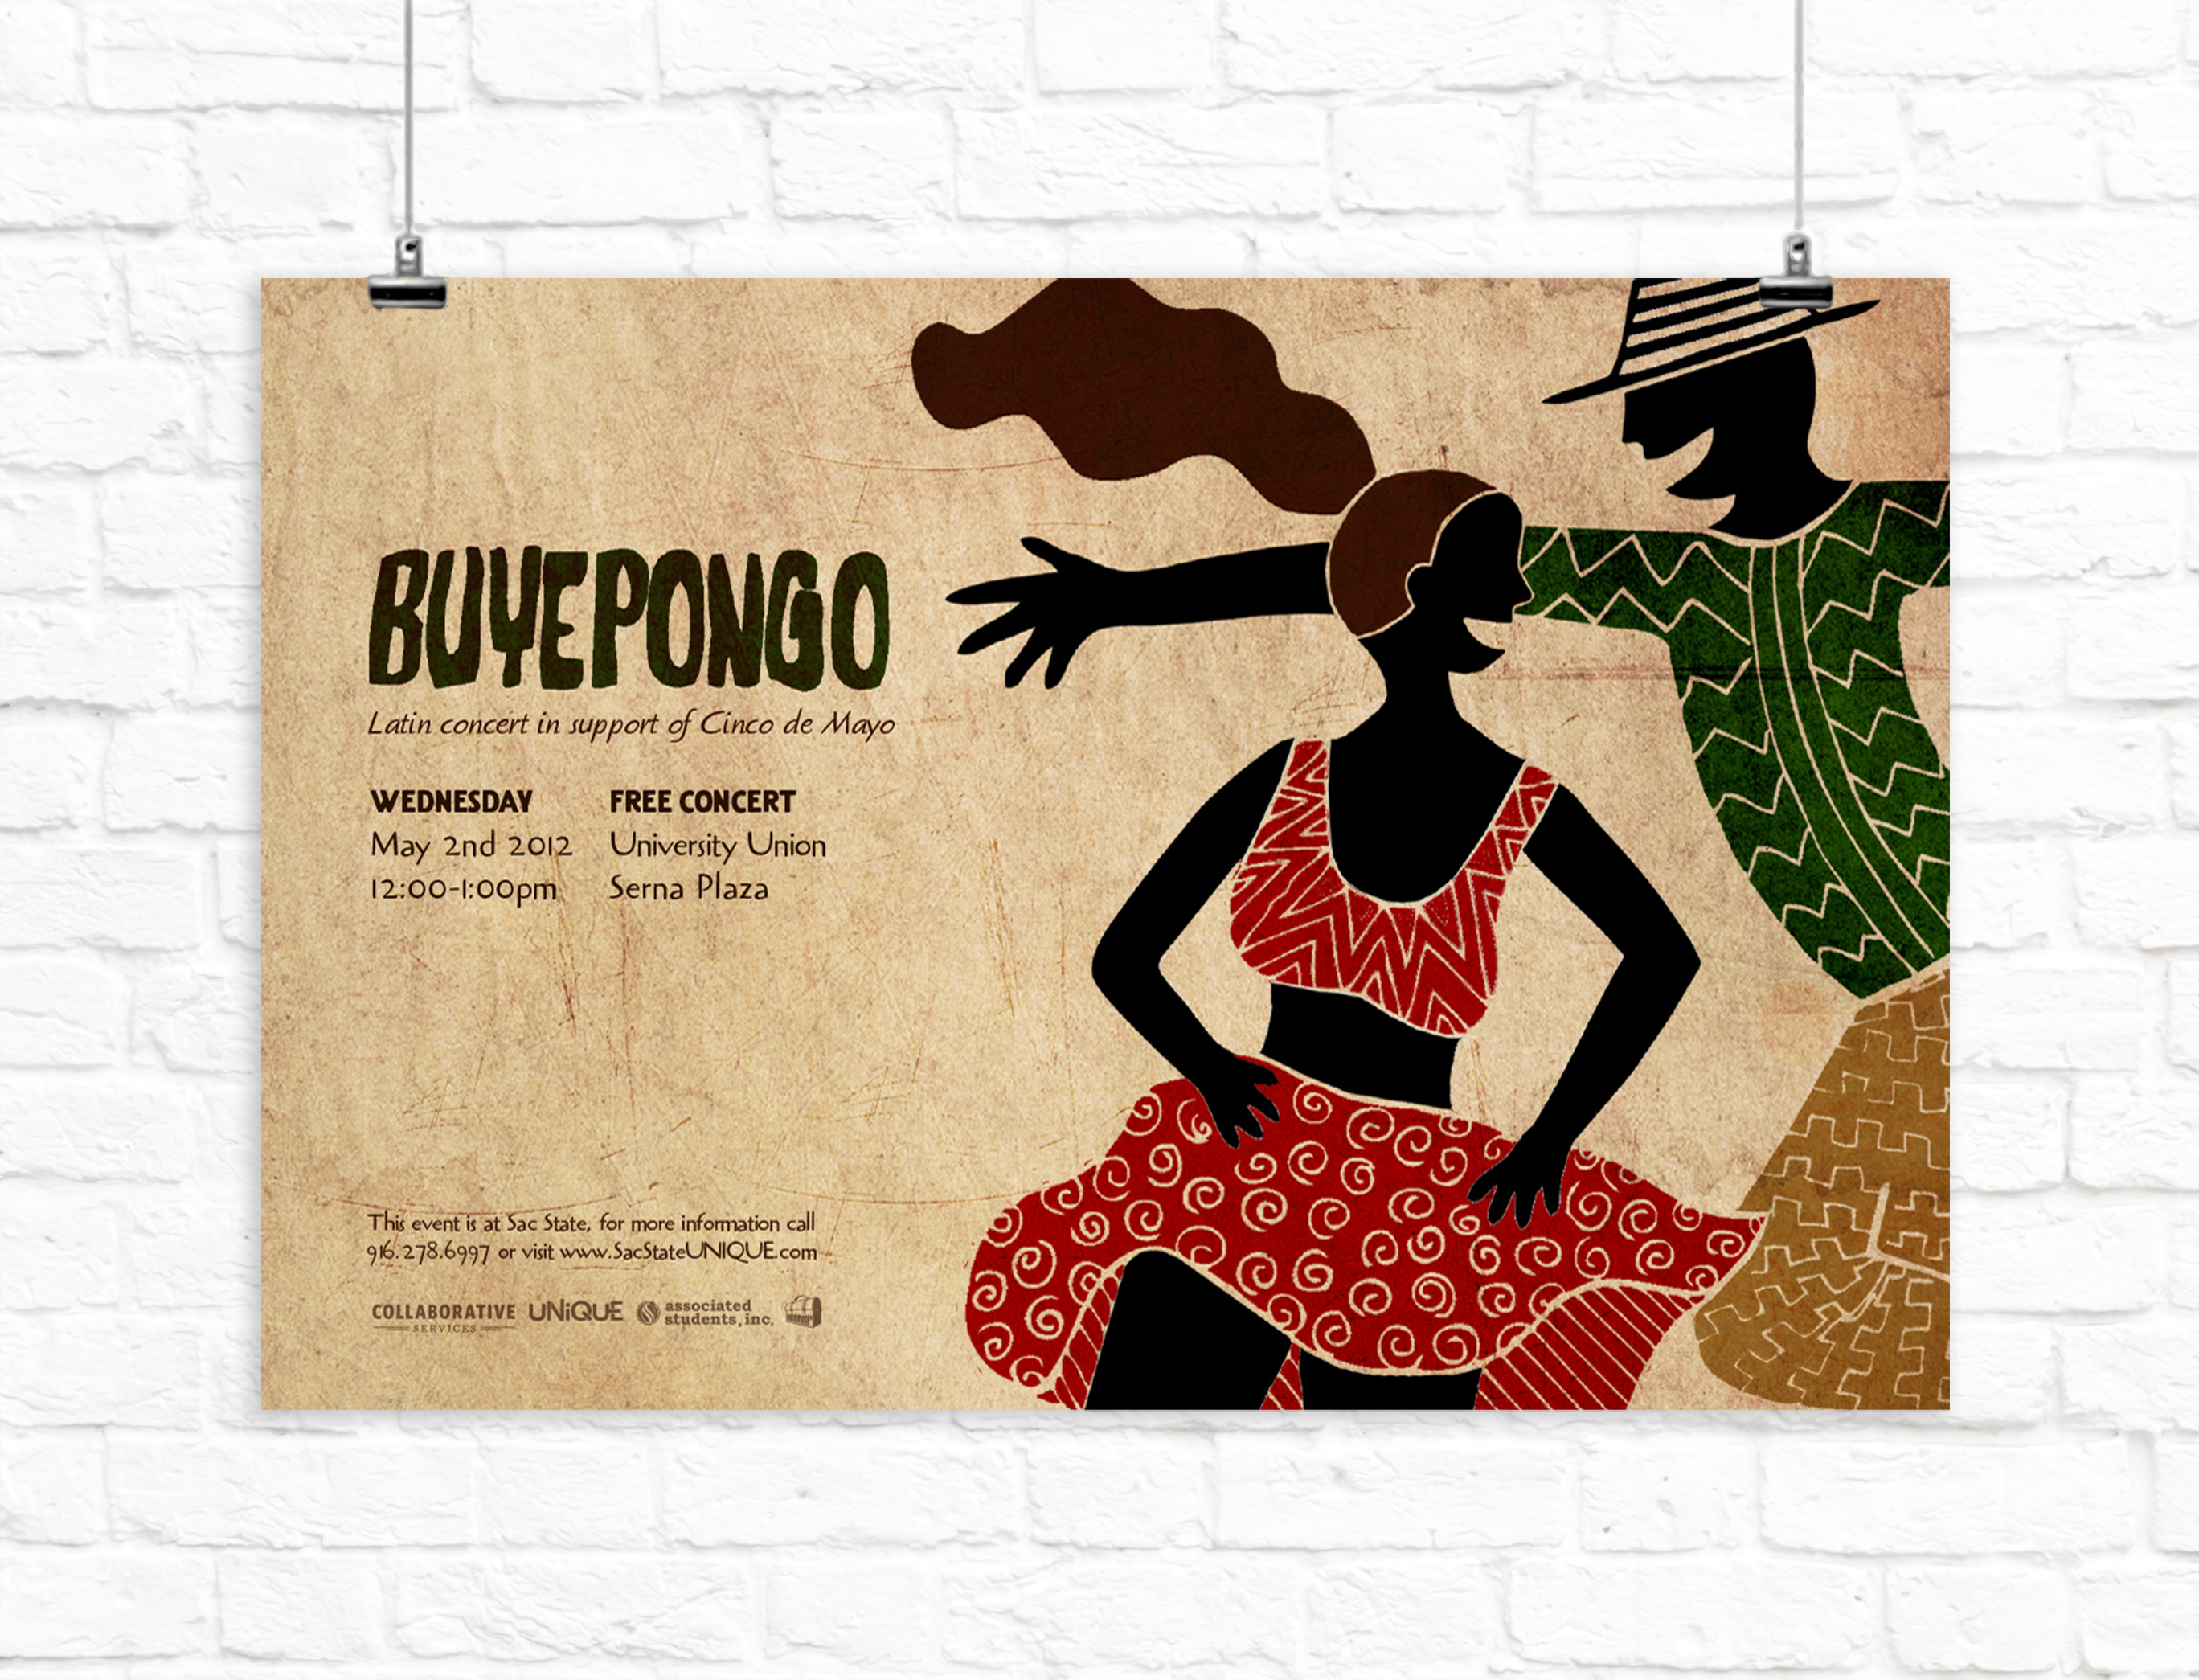 BUYEPONGO
Latin concert in support of Cinco de Mayo
WEDNESDAY
May 2nd 2012
12:00-1:00pm
FREE CONCERT
University Union
Serna Plaza
This event is at Sac State, for more information call
916.278.6997 or visit www.SacStateUNIQUE.com
COLLABORATIVE
SERVICES
UNiQUE
associated
students, inc.